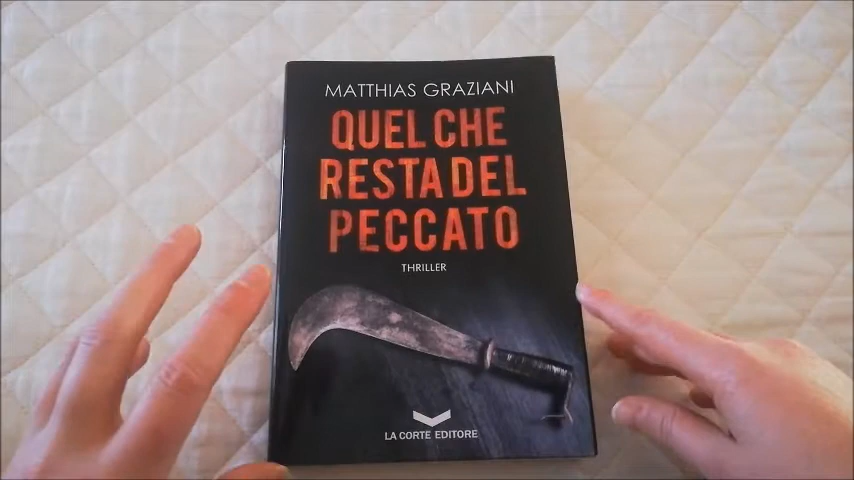 MATTHIAS GRAZIANI
QUEL CHE
RESTA DEL
PECCATO
THRILLER
LA CORTE EDITORE